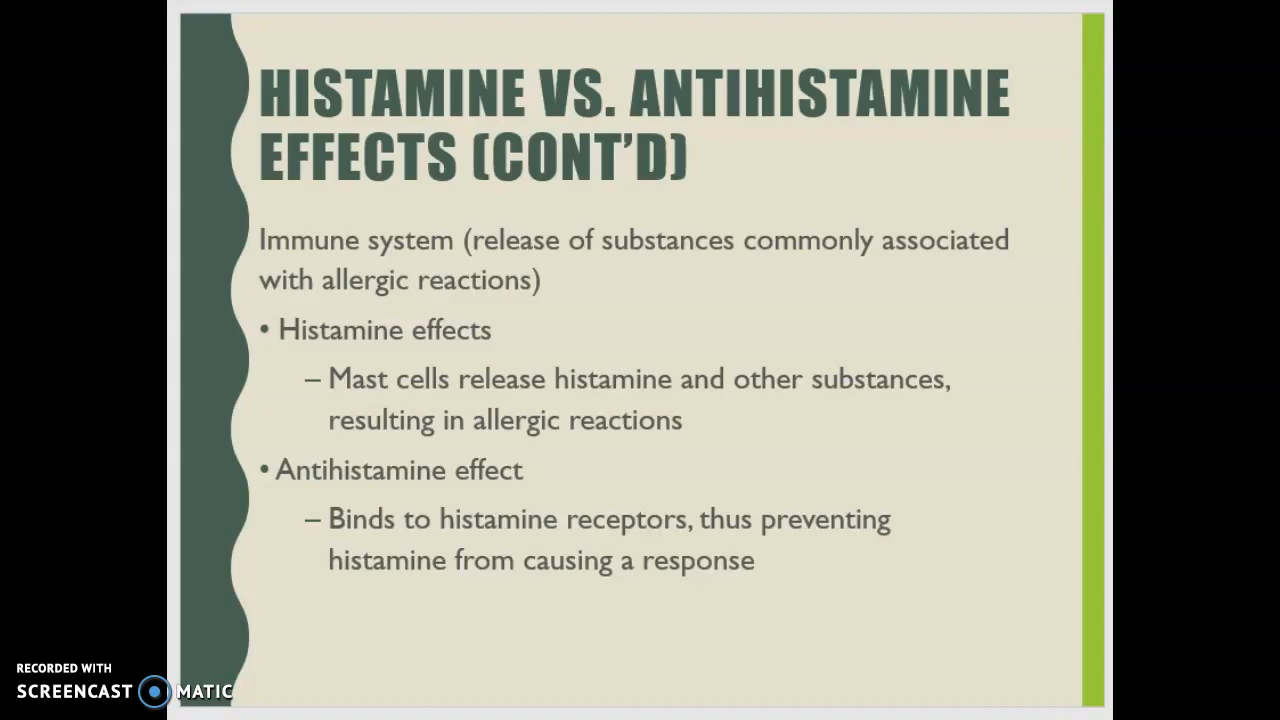 HISTAMINE VS. ANTIHISTAMINE
EFFECTS (CONT’D)
Immune system (release of substances commonly associated
with allergic reactions)
• Histamine effects
– Mast cells release histamine and other substances,
resulting in allergic reactions
• Antihistamine effect
– Binds to histamine receptors, thus preventing
histamine from causing a response
RECORDED WITH
SCREENCAST MATIC